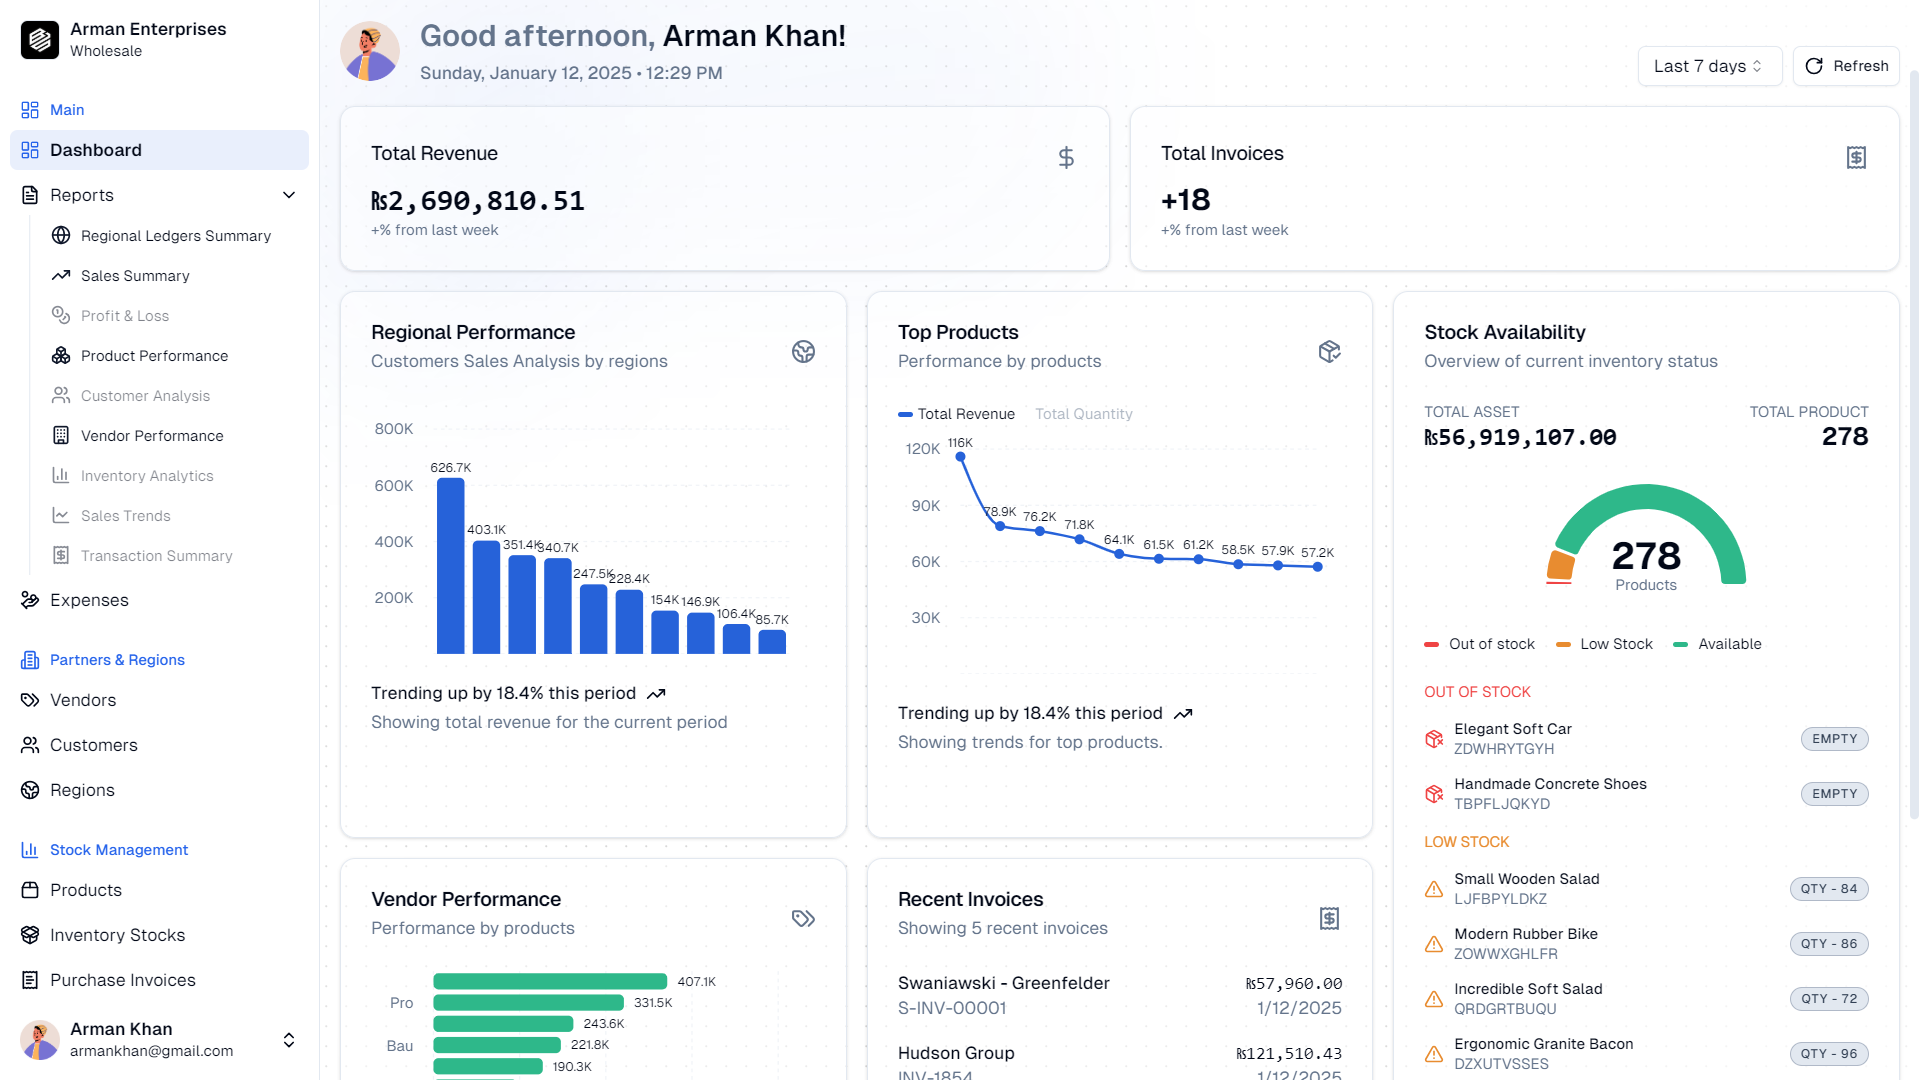 Arman Enterprises
Wholesale
Main
Dashboard
Reports
Regional Ledgers Summary
Sales Summary
Profit & Loss
Product Performance
Customer Analysis
Vendor Performance
Inventory Analytics
Sales Trends
Transaction Summary
Expenses
Partners & Regions
Vendors
Customers
Regions
Stock Management
Products
Inventory Stocks
Purchase Invoices
Arman Khan
armankhan@gmail.com
Good afternoon, Arman Khan!
Sunday, January 12, 2025 • 12:29 PM
Last 7 days
Refresh
Total Revenue
₨2,690,810.51
+% from last week
Total Invoices
+18
+% from last week
Regional Performance
Customers Sales Analysis by regions
800K
600K
400K
200K
626.7K
403.1K
351.4K
340.7K
247.5K
228.4K
154K
146.9K
106.4K
85.7K
Trending up by 18.4% this period
Showing total revenue for the current period
Top Products
Performance by products
Total Revenue
Total Quantity
120K
90K
60K
30K
116K
78.9K
76.2K
71.8K
64.1K
61.5K
61.2K
58.5K
57.9K
57.2K
Trending up by 18.4% this period
Showing trends for top products.
Stock Availability
Overview of current inventory status
TOTAL ASSET
₨56,919,107.00
TOTAL PRODUCT
278
278
Products
Out of stock
Low Stock
Available
OUT OF STOCK
Elegant Soft Car
ZDWHRYTGYH
EMPTY
Handmade Concrete Shoes
TBPFLJQKYD
EMPTY
LOW STOCK
Small Wooden Salad
LJFBPYLDKZ
QTY - 84
Modern Rubber Bike
ZOWWXGHLFR
QTY - 86
Incredible Soft Salad
QRDGRTBUQU
QTY - 72
Ergonomic Granite Bacon
DZXUTVSSES
QTY - 96
Vendor Performance
Performance by products
407.1K
Pro
331.5K
243.6K
Bau
221.8K
190.3K
Recent Invoices
Showing 5 recent invoices
Swaniawski - Greenfelder
₨57,960.00
S-INV-00001
1/12/2025
Hudson Group
₨121,510.43
INV-1854
1/12/2025